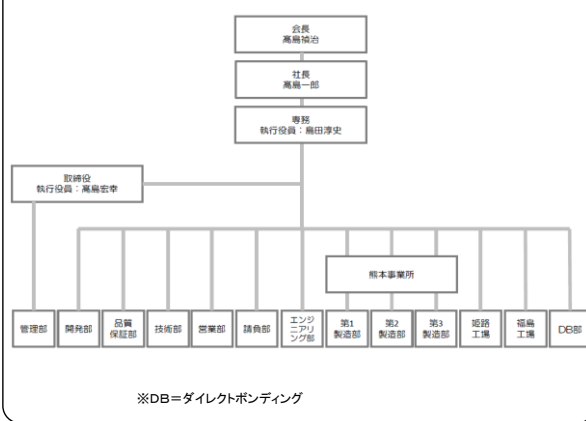 会長
髙島禎治
社長
髙島一郎
専務
執行役員：島田淳史
取締役
執行役員：髙島宏幸
熊本事業所
管理部
開発部
品質
保証部
技術部
営業部
請負部
エンジ
ニアリ
ング部
第1
製造部
第2
製造部
第3
製造部
姫路
工場
福島
工場
DB部
※DB=ダイレクトボンディング